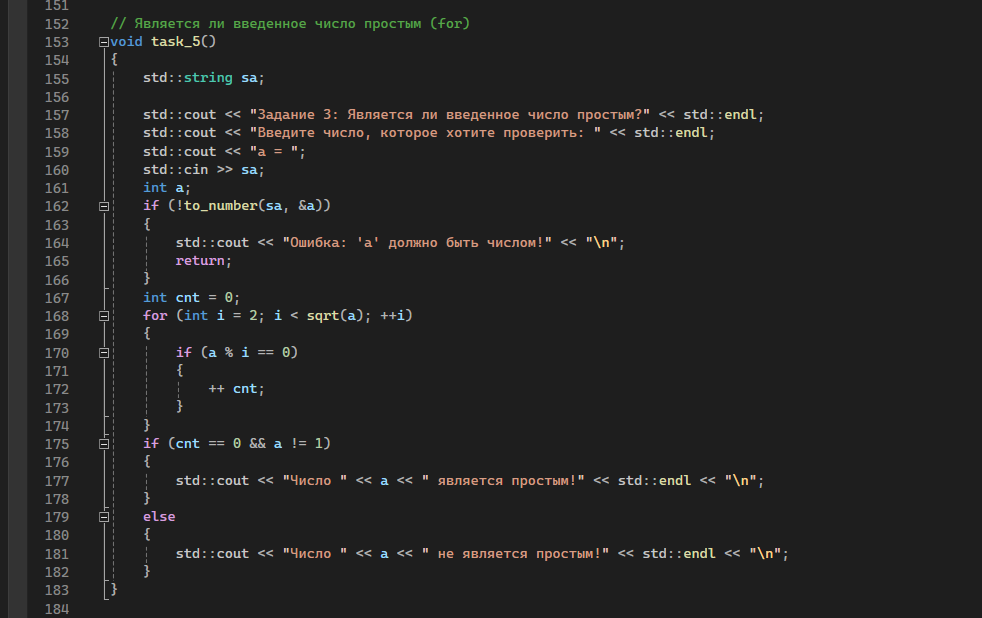 151
152 // Является ли введенное число простым (for)
153 void task_5()
154 {
155 std::string sa;
156
157 std::cout << "Задание 3: Является ли введенное число простым?" << std::endl;
158 std::cout << "Введите число, которое хотите проверить: " << std::endl;
159 std::cout << "a = ";
160 std::cin >> sa;
161 int a;
162 if (!to_number(sa, &a))
163 {
164 std::cout << "Ошибка: 'a' должно быть числом!" << "\n";
165 return;
166 }
167 int cnt = 0;
168 for (int i = 2; i < sqrt(a); ++i)
169 {
170 if (a % i == 0)
171 {
172 ++ cnt;
173 }
174 }
175 if (cnt == 0 && a != 1)
176 {
177 std::cout << "Число " << a << " является простым!" << std::endl << "\n";
178 }
179 else
180 {
181 std::cout << "Число " << a << " не является простым!" << std::endl << "\n";
182 }
183 }
184